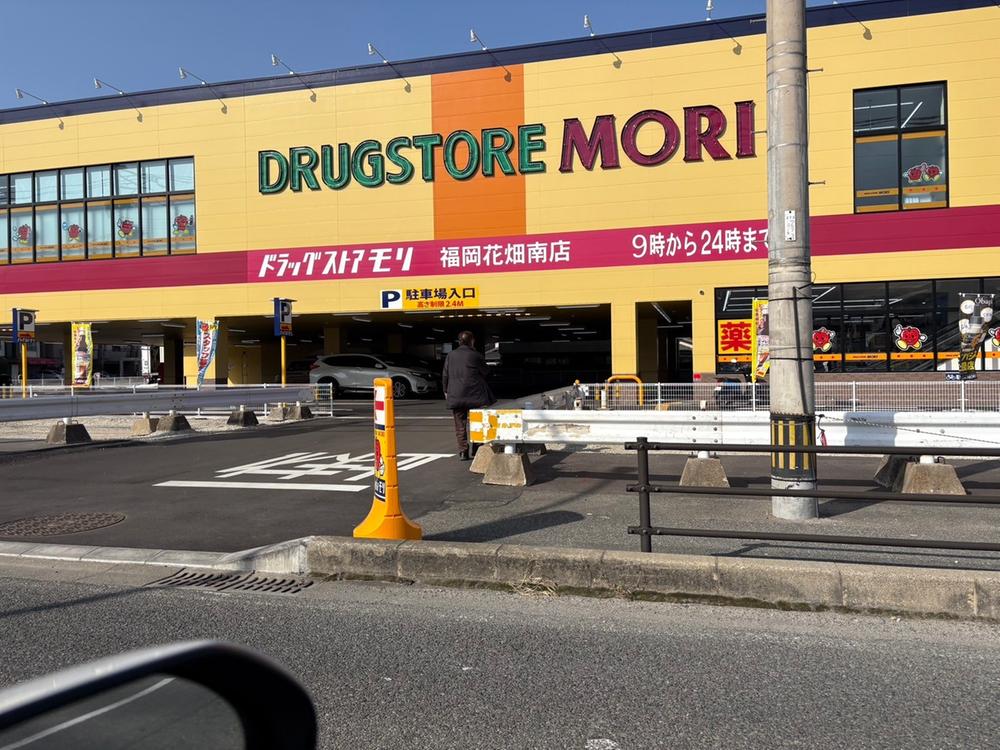 DRUGSTORE MORI
ドラッグストアモリ 福岡花畑南店 9時から24時まで
P 駐車場入口
高さ制限2.4M
P
P
薬
Obagi